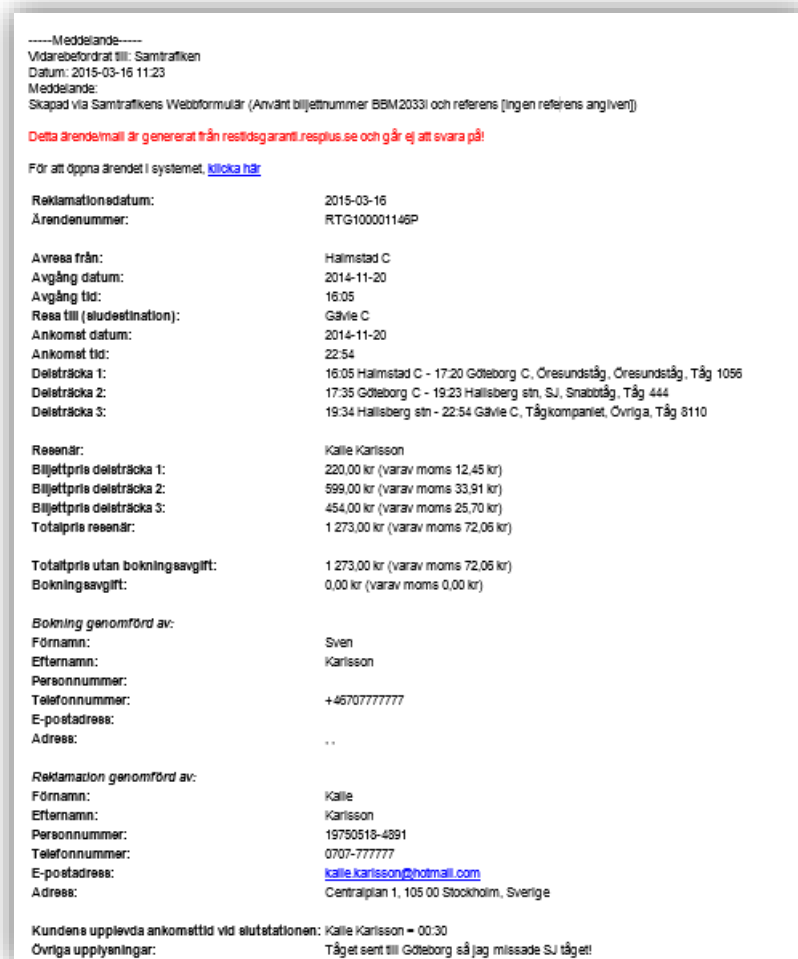 -----Meddelande-----
Vidarebefordrat till: Samtrafiken
Datum: 2015-03-16 11:23
Meddelande:
Skapad via Samtrafikens Webbformulär (Använt biljettnummer BBM2033I och referens [Ingen referens angiven])
Detta ärende/mail är genererat från restidsgaranti.resplus.se och går ej att svara på!
För att öppna ärendet i systemet, klicka här
Reklamationsdatum: 2015-03-16
Ärendenummer: RTG100001146P
Avresa från: Halmstad C
Avgång datum: 2014-11-20
Avgång tid: 16:05
Resa till (sludestination): Gävle C
Ankomst datum: 2014-11-20
Ankomst tid: 22:54
Delsträcka 1: 16:05 Halmstad C - 17:20 Göteborg C, Öresundståg, Öresundståg, Tåg 1056
Delsträcka 2: 17:35 Göteborg C - 19:23 Hallsberg stn, SJ, Snabbtåg, Tåg 444
Delsträcka 3: 19:34 Hallsberg stn - 22:54 Gävle C, Tågkompaniet, Övriga, Tåg 8110
Resenär: Kalle Karlsson
Biljettpris delsträcka 1: 220,00 kr (varav moms 12,45 kr)
Biljettpris delsträcka 2: 599,00 kr (varav moms 33,91 kr)
Biljettpris delsträcka 3: 454,00 kr (varav moms 25,70 kr)
Totalpris resenär: 1 273,00 kr (varav moms 72,06 kr)
Totaltpris utan bokningsavgift: 1 273,00 kr (varav moms 72,06 kr)
Bokningsavgift: 0,00 kr (varav moms 0,00 kr)
Bokning genomförd av:
Förnamn: Sven
Efternamn: Karlsson
Personnummer:
Telefonnummer: +46707777777
E-postadress:
Adress: , ,
Reklamation genomförd av:
Förnamn: Kalle
Efternamn: Karlsson
Personnummer: 19750518-4891
Telefonnummer: 0707-777777
E-postadress: kalle.karlsson@hotmail.com
Adress: Centralplan 1, 105 00 Stockholm, Sverige
Kundens upplevda ankomsttid vid slutstationen: Kalle Karlsson = 00:30
Övriga upplysningar: Tåget sent till Göteborg så jag missade SJ tåget!